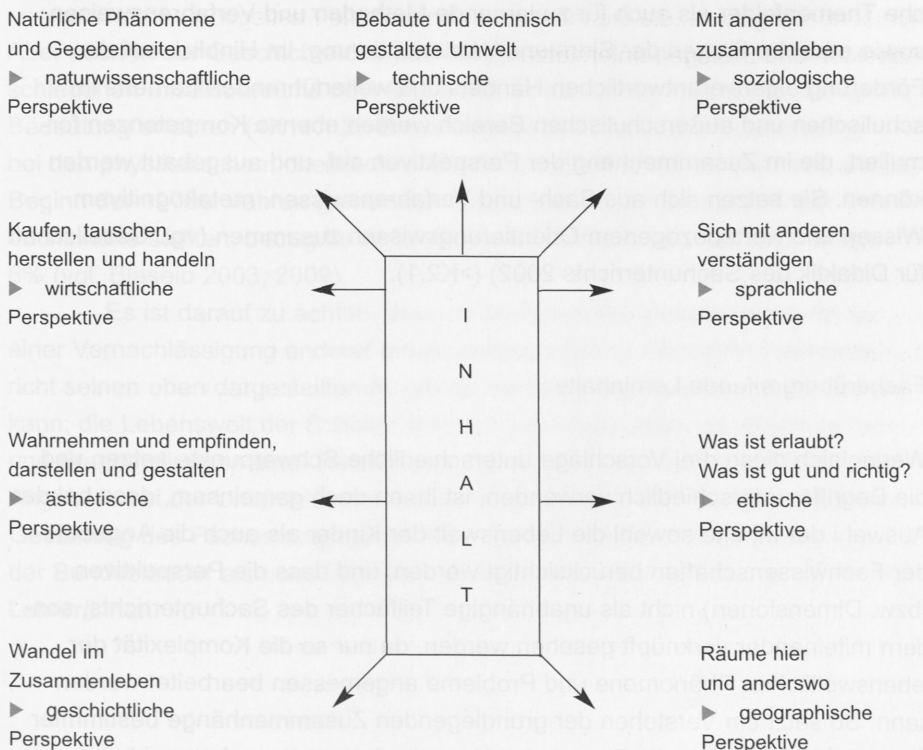 Natürliche Phänomene
und Gegebenheiten
▶ naturwissenschaftliche
Perspektive
Bebaute und technisch
gestaltete Umwelt
▶ technische
Perspektive
Mit anderen
zusammenleben
▶ soziologische
Perspektive
Kaufen, tauschen,
herstellen und handeln
▶ wirtschaftliche
Perspektive
I
N
H
A
L
T
Sich mit anderen
verständigen
▶ sprachliche
Perspektive
Wahrnehmen und empfinden,
darstellen und gestalten
▶ ästhetische
Perspektive
Was ist erlaubt?
Was ist gut und richtig?
▶ ethische
Perspektive
Wandel im
Zusammenleben
▶ geschichtliche
Perspektive
Räume hier
und anderswo
▶ geographische
Perspektive